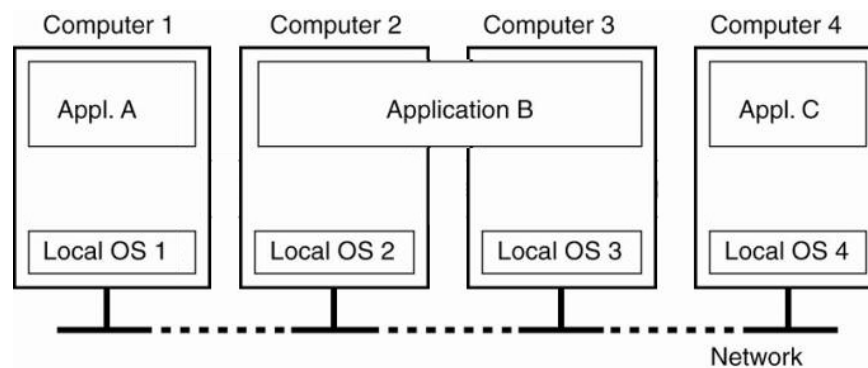 Computer 1 Computer 2 Computer 3 Computer 4
Appl. A Application B Appl. C
Local OS 1 Local OS 2 Local OS 3 Local OS 4
Network